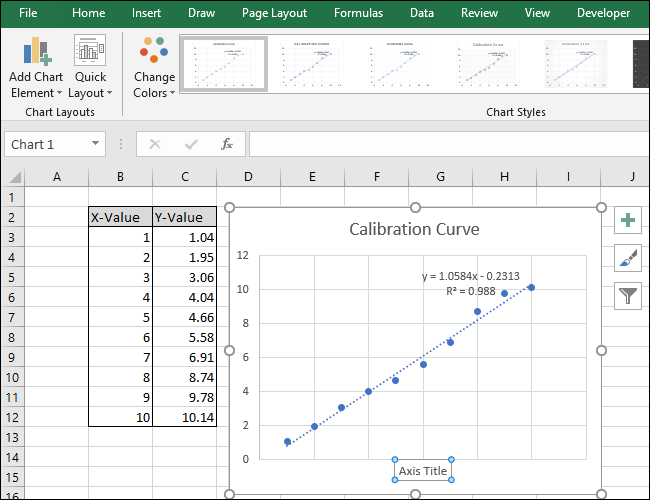 File Home Insert Draw Page Layout Formulas Data Review View Developer
Add Chart Element Quick Layout Change Colors
Chart Layouts Chart Styles
Chart 1 fx
A B C D E F G H I J
1
2 X-Value Y-Value
3 1 1.04
4 2 1.95
5 3 3.06
6 4 4.04
7 5 4.66
8 6 5.58
9 7 6.91
10 8 8.74
11 9 9.78
12 10 10.14
13
14
15
16
Calibration Curve
y = 1.0584x - 0.2313
R² = 0.988
12
10
8
6
4
2
0
Axis Title